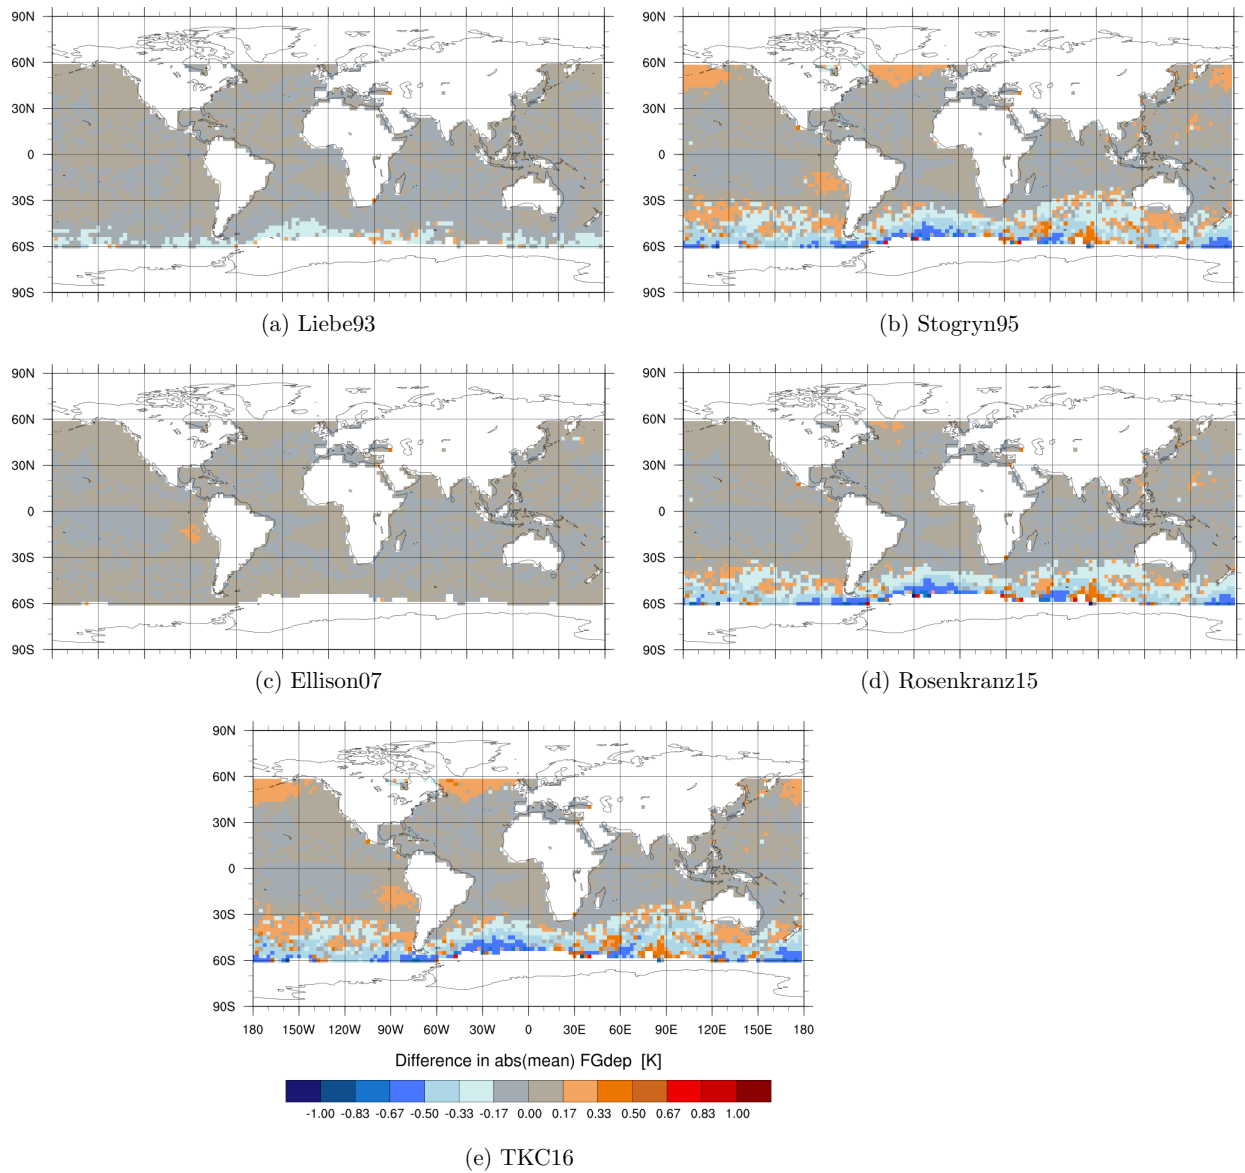 90N
60N
30N
0
30S
60S
90S
(a) Liebe93
90N
60N
30N
0
30S
60S
90S
(b) Stogryn95
90N
60N
30N
0
30S
60S
90S
(c) Ellison07
90N
60N
30N
0
30S
60S
90S
(d) Rosenkranz15
90N
60N
30N
0
30S
60S
90S
180 150W 120W 90W 60W 30W 0 30E 60E 90E 120E 150E 180
Difference in abs(mean) FGdep [K]
-1.00 -0.83 -0.67 -0.50 -0.33 -0.17 0.00 0.17 0.33 0.50 0.67 0.83 1.00
(e) TKC16